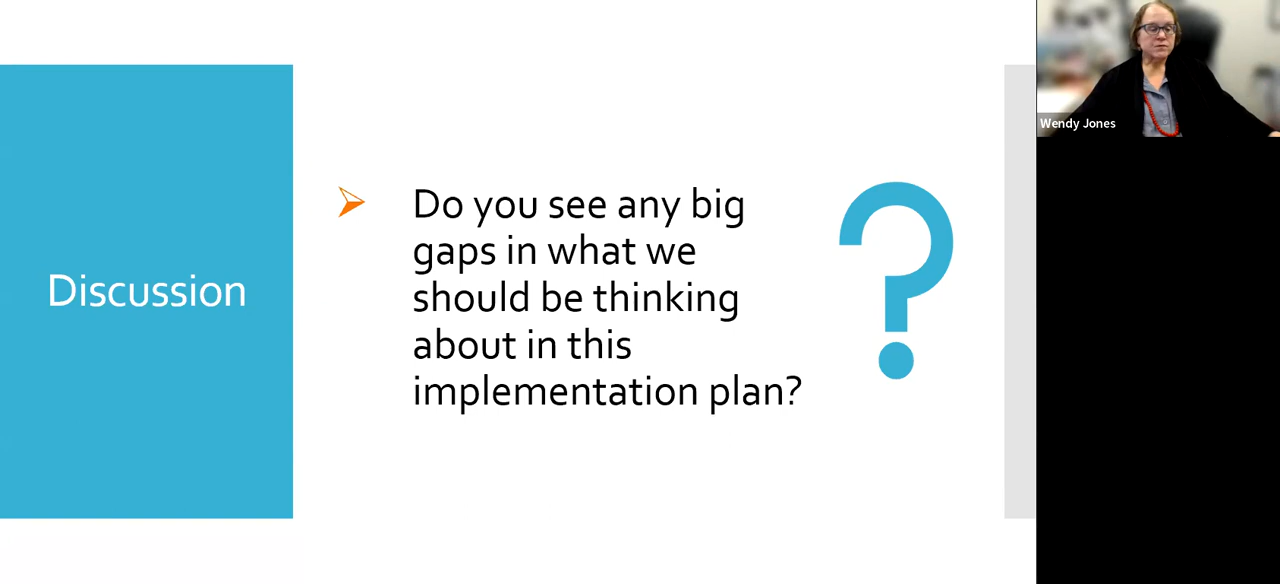 Discussion
Do you see any big
gaps in what we
should be thinking
about in this
implementation plan?
?
Wendy Jones